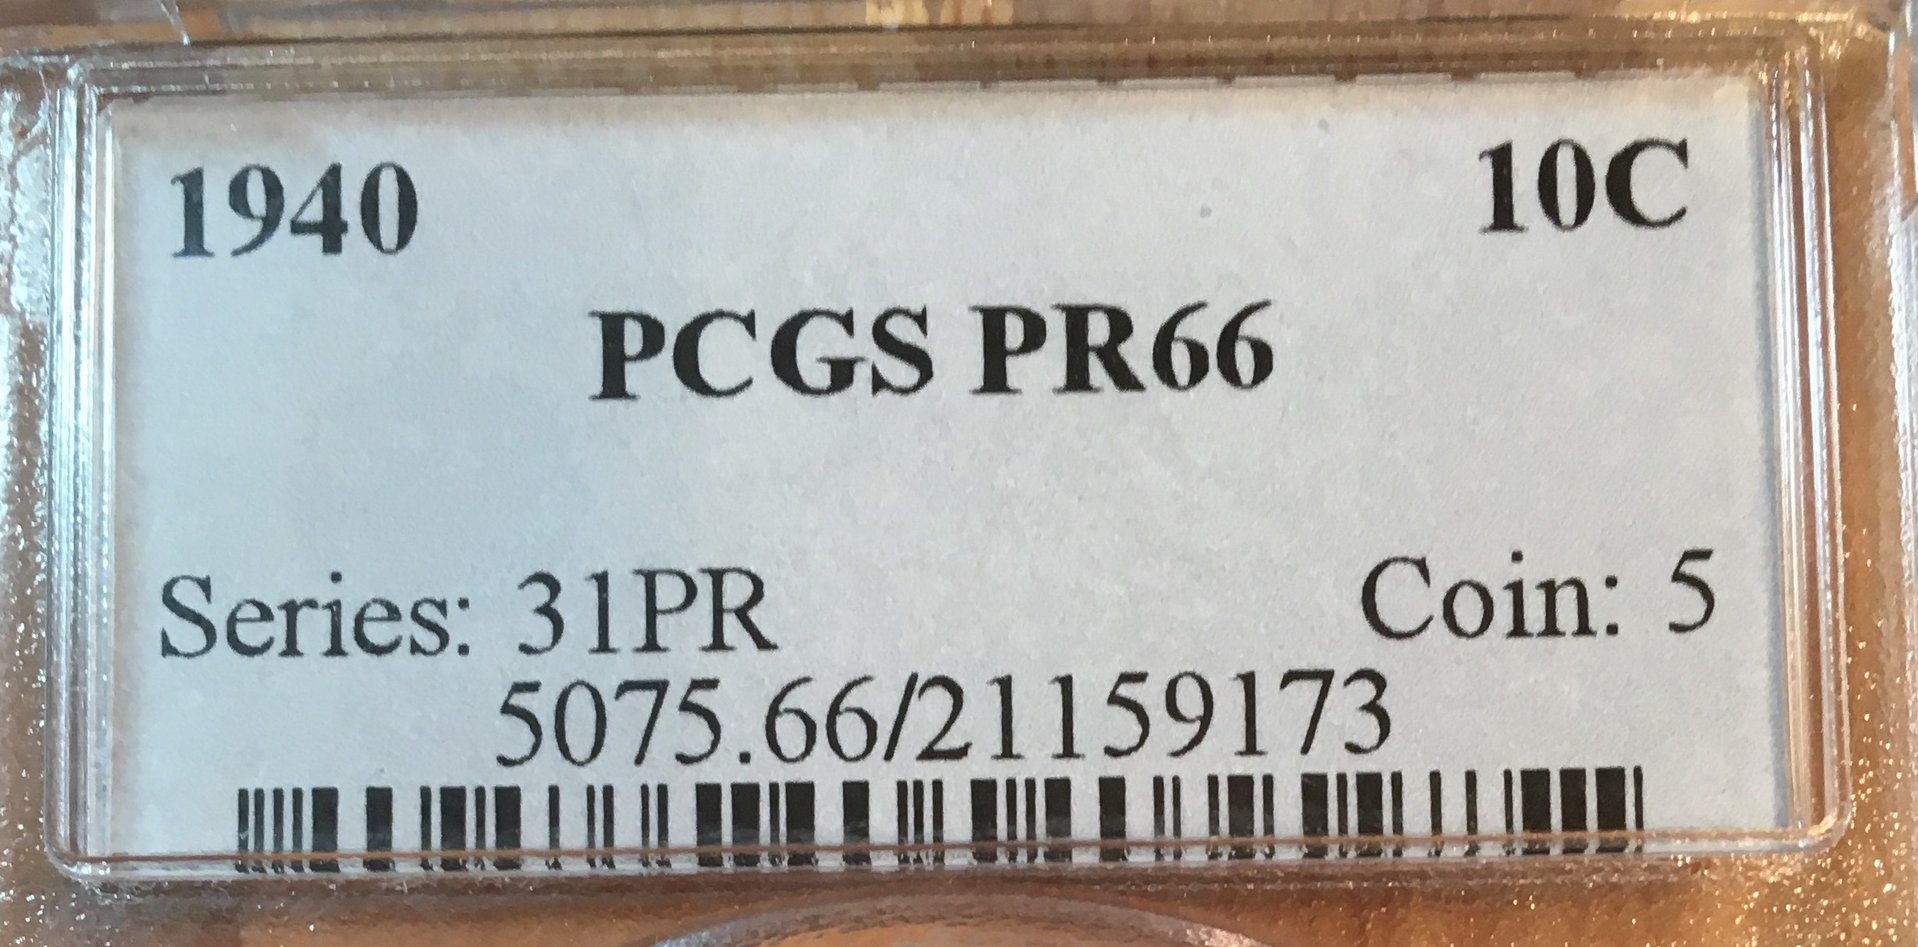 1940 10C
PCGS PR66
Series: 31PR Coin: 5
5075.66/21159173